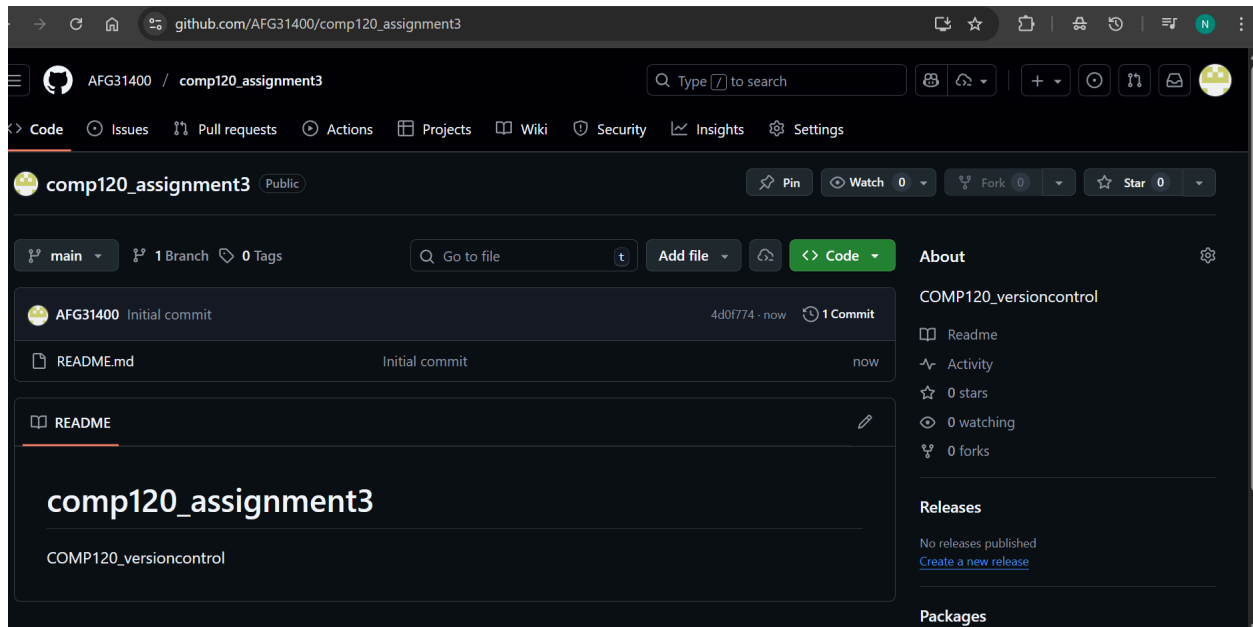 github.com/AFG31400/comp120_assignment3
N
AFG31400 / comp120_assignment3
Type / to search
Code Issues Pull requests Actions Projects Wiki Security Insights Settings
comp120_assignment3 Public
Pin Watch 0 Fork 0 Star 0
main 1 Branch 0 Tags
Go to file t
Add file Code
AFG31400 Initial commit 4d0f774 · now 1 Commit
README.md Initial commit now
README
comp120_assignment3
COMP120_versioncontrol
About
COMP120_versioncontrol
Readme
Activity
0 stars
0 watching
0 forks
Releases
No releases published
Create a new release
Packages